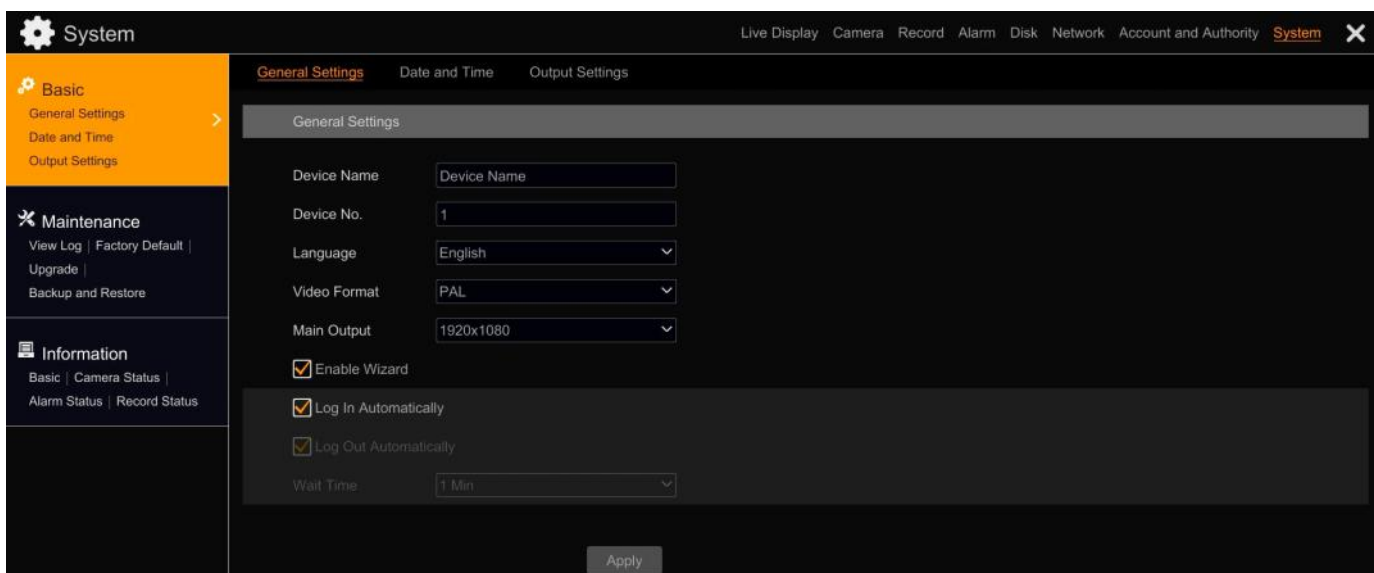 System
Live Display Camera Record Alarm Disk Network Account and Authority System
Basic
General Settings
Date and Time
Output Settings
Maintenance
View Log | Factory Default |
Upgrade |
Backup and Restore
Information
Basic | Camera Status |
Alarm Status | Record Status
General Settings Date and Time Output Settings
General Settings
Device Name Device Name
Device No. 1
Language English
Video Format PAL
Main Output 1920x1080
Enable Wizard
Log In Automatically
Log Out Automatically
Wait Time 1 Min
Apply